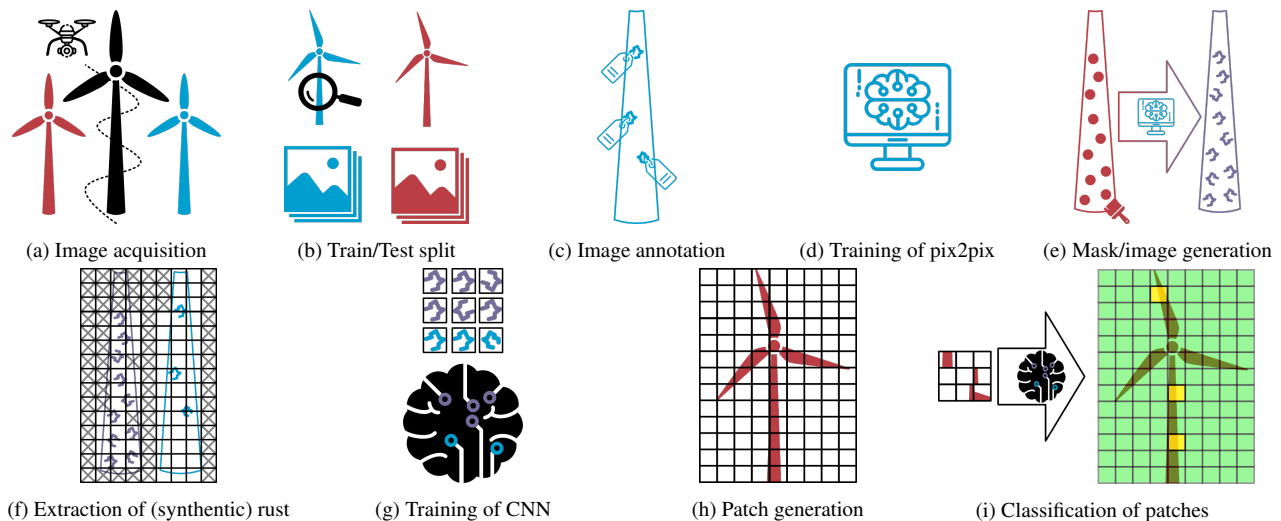 (a) Image acquisition
(b) Train/Test split
(c) Image annotation
(d) Training of pix2pix
(e) Mask/image generation
(f) Extraction of (synthentic) rust
(g) Training of CNN
(h) Patch generation
(i) Classification of patches